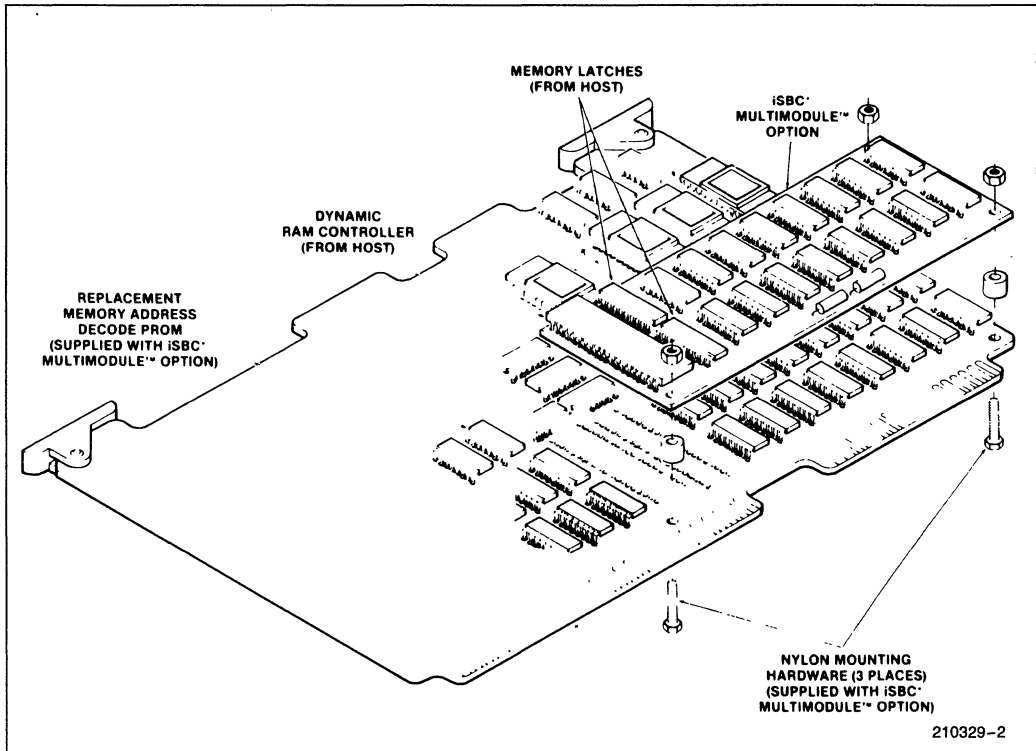 MEMORY LATCHES
(FROM HOST)
iSBC*
MULTIMODULE™
OPTION
DYNAMIC
RAM CONTROLLER
(FROM HOST)
REPLACEMENT
MEMORY ADDRESS
DECODE PROM
(SUPPLIED WITH iSBC*
MULTIMODULE™ OPTION)
NYLON MOUNTING
HARDWARE (3 PLACES)
(SUPPLIED WITH iSBC*
MULTIMODULE™ OPTION)
210329-2